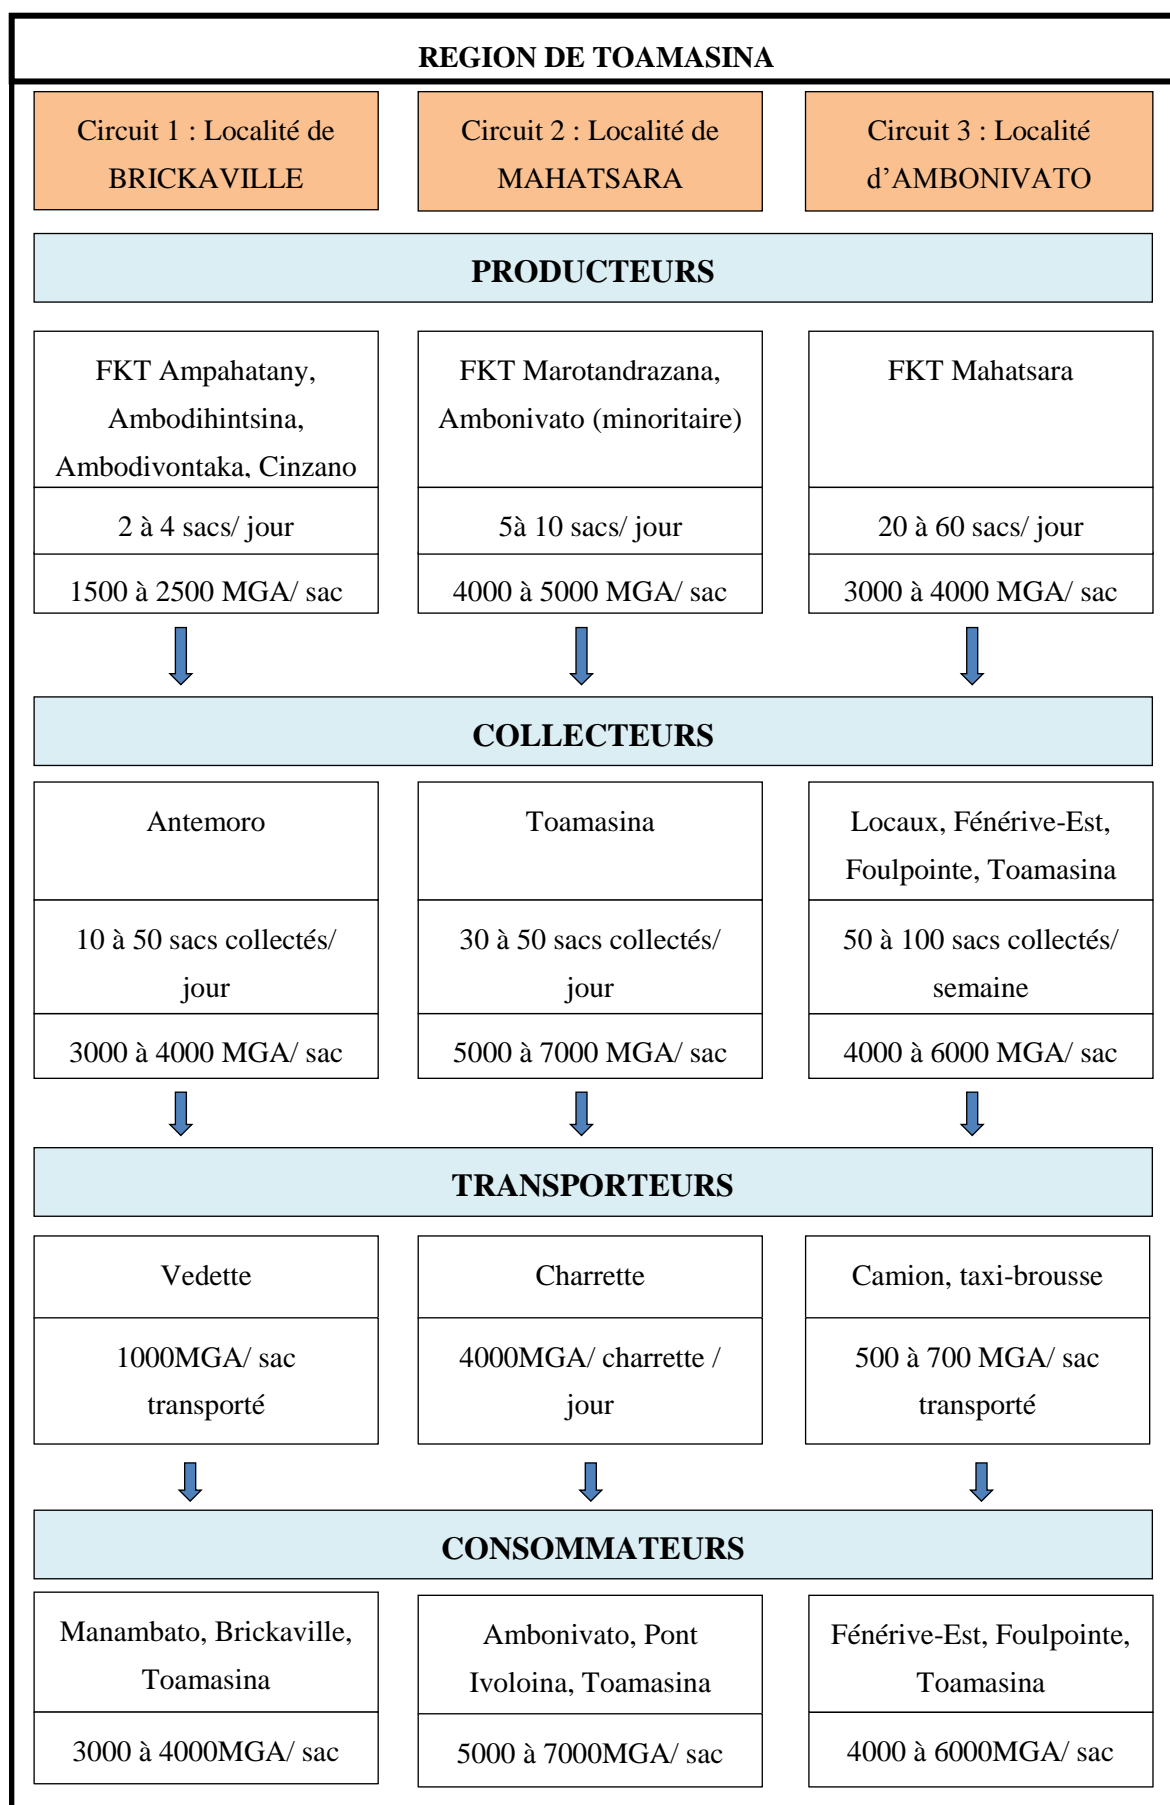 REGION DE TOAMASINA
Circuit 1 : Localité de
BRICKAVILLE
Circuit 2 : Localité de
MAHATSARA
Circuit 3 : Localité
d’AMBONIVATO
PRODUCTEURS
FKT Ampahatany,
Ambodihintsina,
Ambodivontaka, Cinzano
2 à 4 sacs/ jour
1500 à 2500 MGA/ sac
FKT Marotandrazana,
Ambonivato (minoritaire)
5à 10 sacs/ jour
4000 à 5000 MGA/ sac
FKT Mahatsara
20 à 60 sacs/ jour
3000 à 4000 MGA/ sac
COLLECTEURS
Antemoro
10 à 50 sacs collectés/
jour
3000 à 4000 MGA/ sac
Toamasina
30 à 50 sacs collectés/
jour
5000 à 7000 MGA/ sac
Locaux, Fénérive-Est,
Foulpointe, Toamasina
50 à 100 sacs collectés/
semaine
4000 à 6000 MGA/ sac
TRANSPORTEURS
Vedette
1000MGA/ sac
transporté
Charrette
4000MGA/ charrette /
jour
Camion, taxi-brousse
500 à 700 MGA/ sac
transporté
CONSOMMATEURS
Manambato, Brickaville,
Toamasina
3000 à 4000MGA/ sac
Ambonivato, Pont
Ivoloina, Toamasina
5000 à 7000MGA/ sac
Fénérive-Est, Foulpointe,
Toamasina
4000 à 6000MGA/ sac